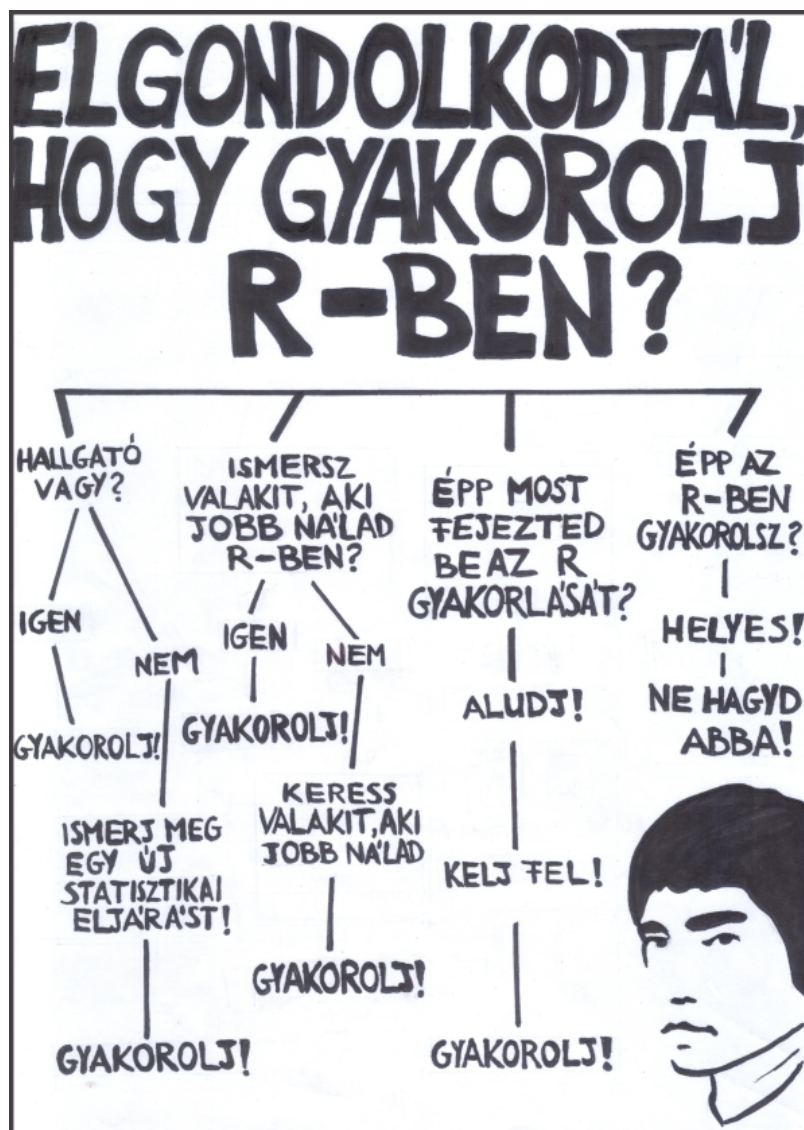 ELGONDOLKODTÁL,
HOGY GYAKOROLJ
R-BEN?
HALLGATÓ
VAGY?
IGEN
GYAKOROLJ!
NEM
ISMERJ MEG
EGY ÚJ
STATISZTIKAI
ELJÁRÁST!
GYAKOROLJ!
ISMERSZ
VALAKIT, AKI
JOBB NÁLAD
R-BEN?
IGEN
GYAKOROLJ!
NEM
KERESS
VALAKIT, AKI
JOBB NÁLAD
GYAKOROLJ!
ÉPP MOST
FEJEZTED
BE AZ R
GYAKORLÁSÁT?
ALUDJ!
KELJ FEL!
GYAKOROLJ!
ÉPP AZ
R-BEN
GYAKOROLSZ?
HELYES!
NE HAGYD
ABBA!